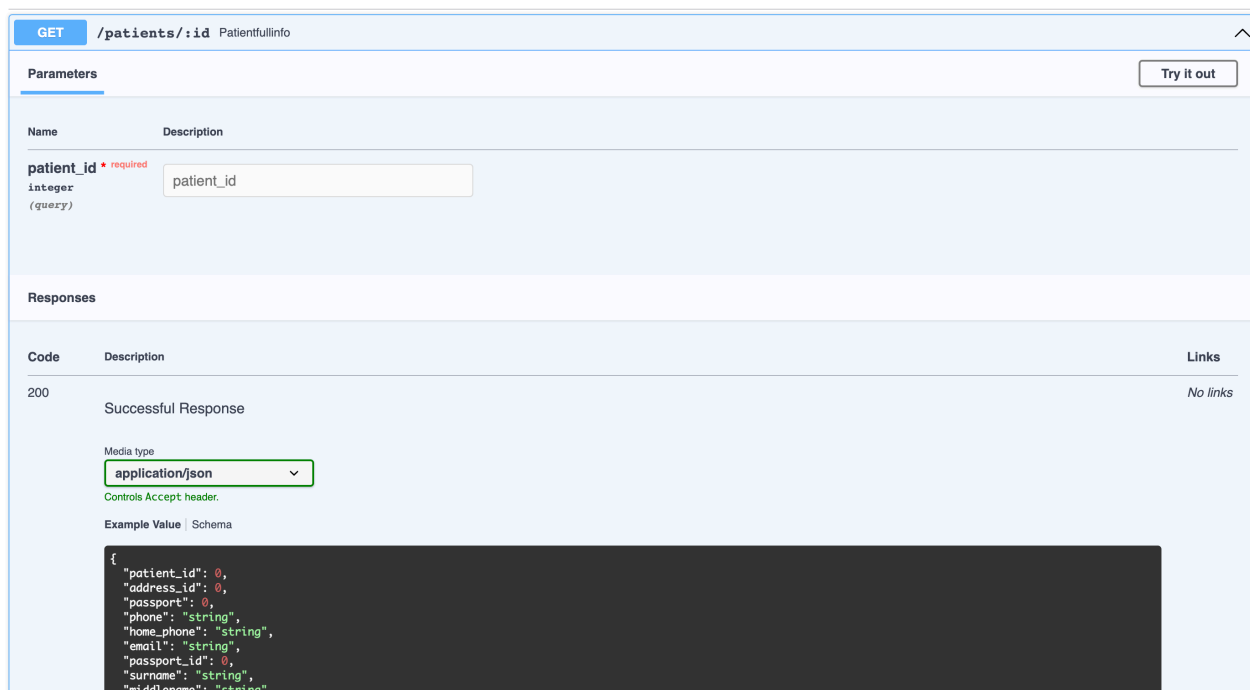 GET /patients/:id Patientfullinfo
Parameters
Try it out
Name Description
patient_id * required
integer
(query)
patient_id
Responses
Code Description Links
200 Successful Response No links
Media type
application/json
Controls Accept header.
Example Value Schema
{
"patient_id": 0,
"address_id": 0,
"passport": 0,
"phone": "string",
"home_phone": "string",
"email": "string",
"passport_id": 0,
"surname": "string",
"middlename": "string"